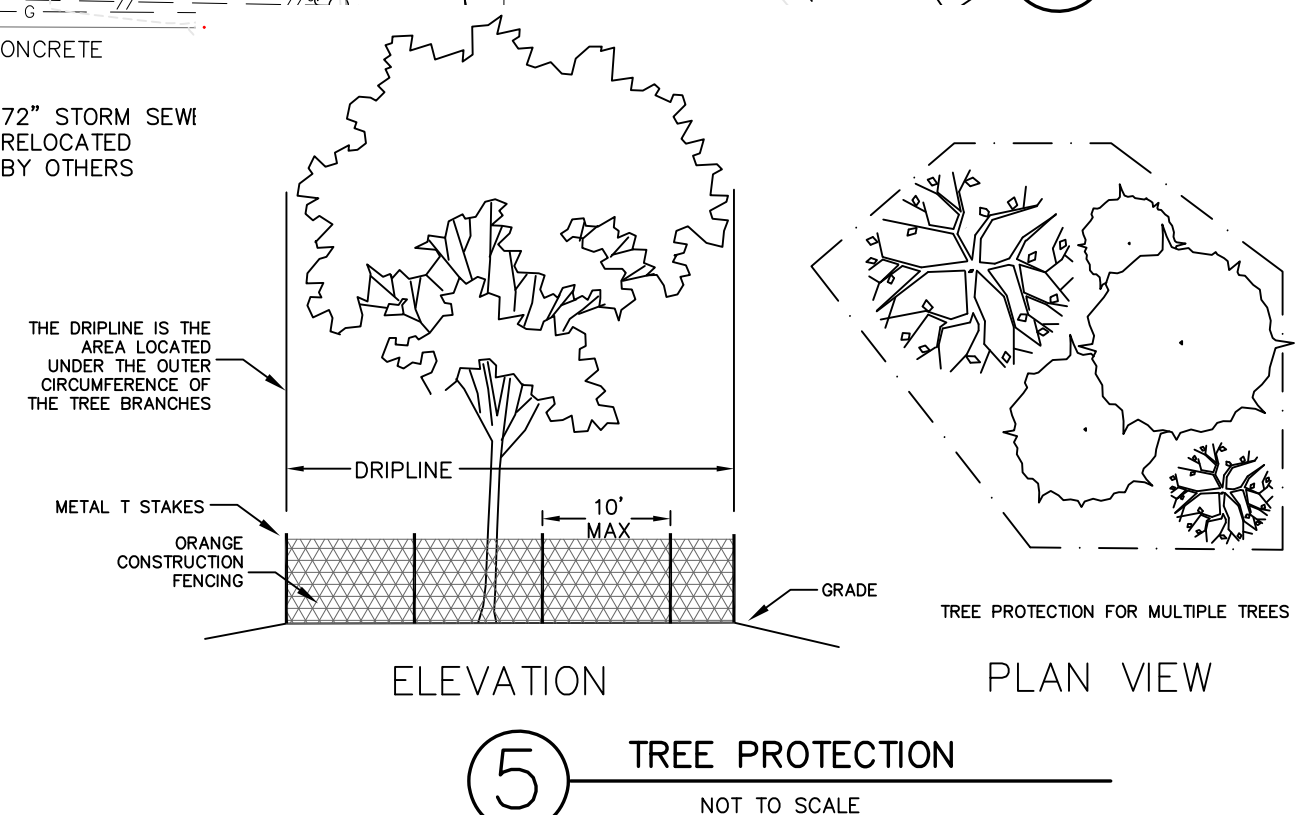 G
ONCRETE
72” STORM SEWE
RELOCATED
BY OTHERS
THE DRIPLINE IS THE
AREA LOCATED
UNDER THE OUTER
CIRCUMFERENCE OF
THE TREE BRANCHES
DRIPLINE
METAL T STAKES
10'
MAX
ORANGE
CONSTRUCTION
FENCING
GRADE
TREE PROTECTION FOR MULTIPLE TREES
ELEVATION
PLAN VIEW
5
TREE PROTECTION
NOT TO SCALE